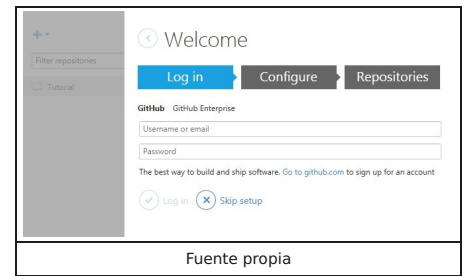 Welcome
Filter repositories
Tutorial
Log in
Configure
Repositories
GitHub GitHub Enterprise
Username or email
Password
The best way to build and ship software. Go to github.com to sign up for an account
Log in
Skip setup
Fuente propia